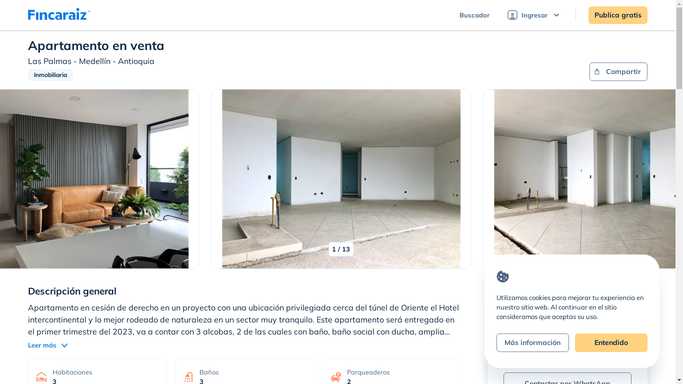 Fincaraiz
Buscador
Ingresar
Publica gratis
Apartamento en venta
Las Palmas - Medellín - Antioquia
Inmobiliaria
Compartir
1 / 13
Descripción general
Apartamento en cesión de derecho en un proyecto con una ubicación privilegiada cerca del túnel de Oriente el Hotel
intercontinental y lo mejor rodeado de naturaleza en un sector muy tranquilo. Este apartamento será entregado en
el primer trimestre del 2023, va a contar con 3 alcobas, 2 de las cuales con baño, baño social con ducha, amplia...
Leer más
Habitaciones
3
Baños
3
Parqueaderos
2
Utilizamos cookies para mejorar tu experiencia en
nuestro sitio web. Al continuar en el sitio
consideramos que aceptas su uso.
Más información
Entendido
Contactar por WhatsApp